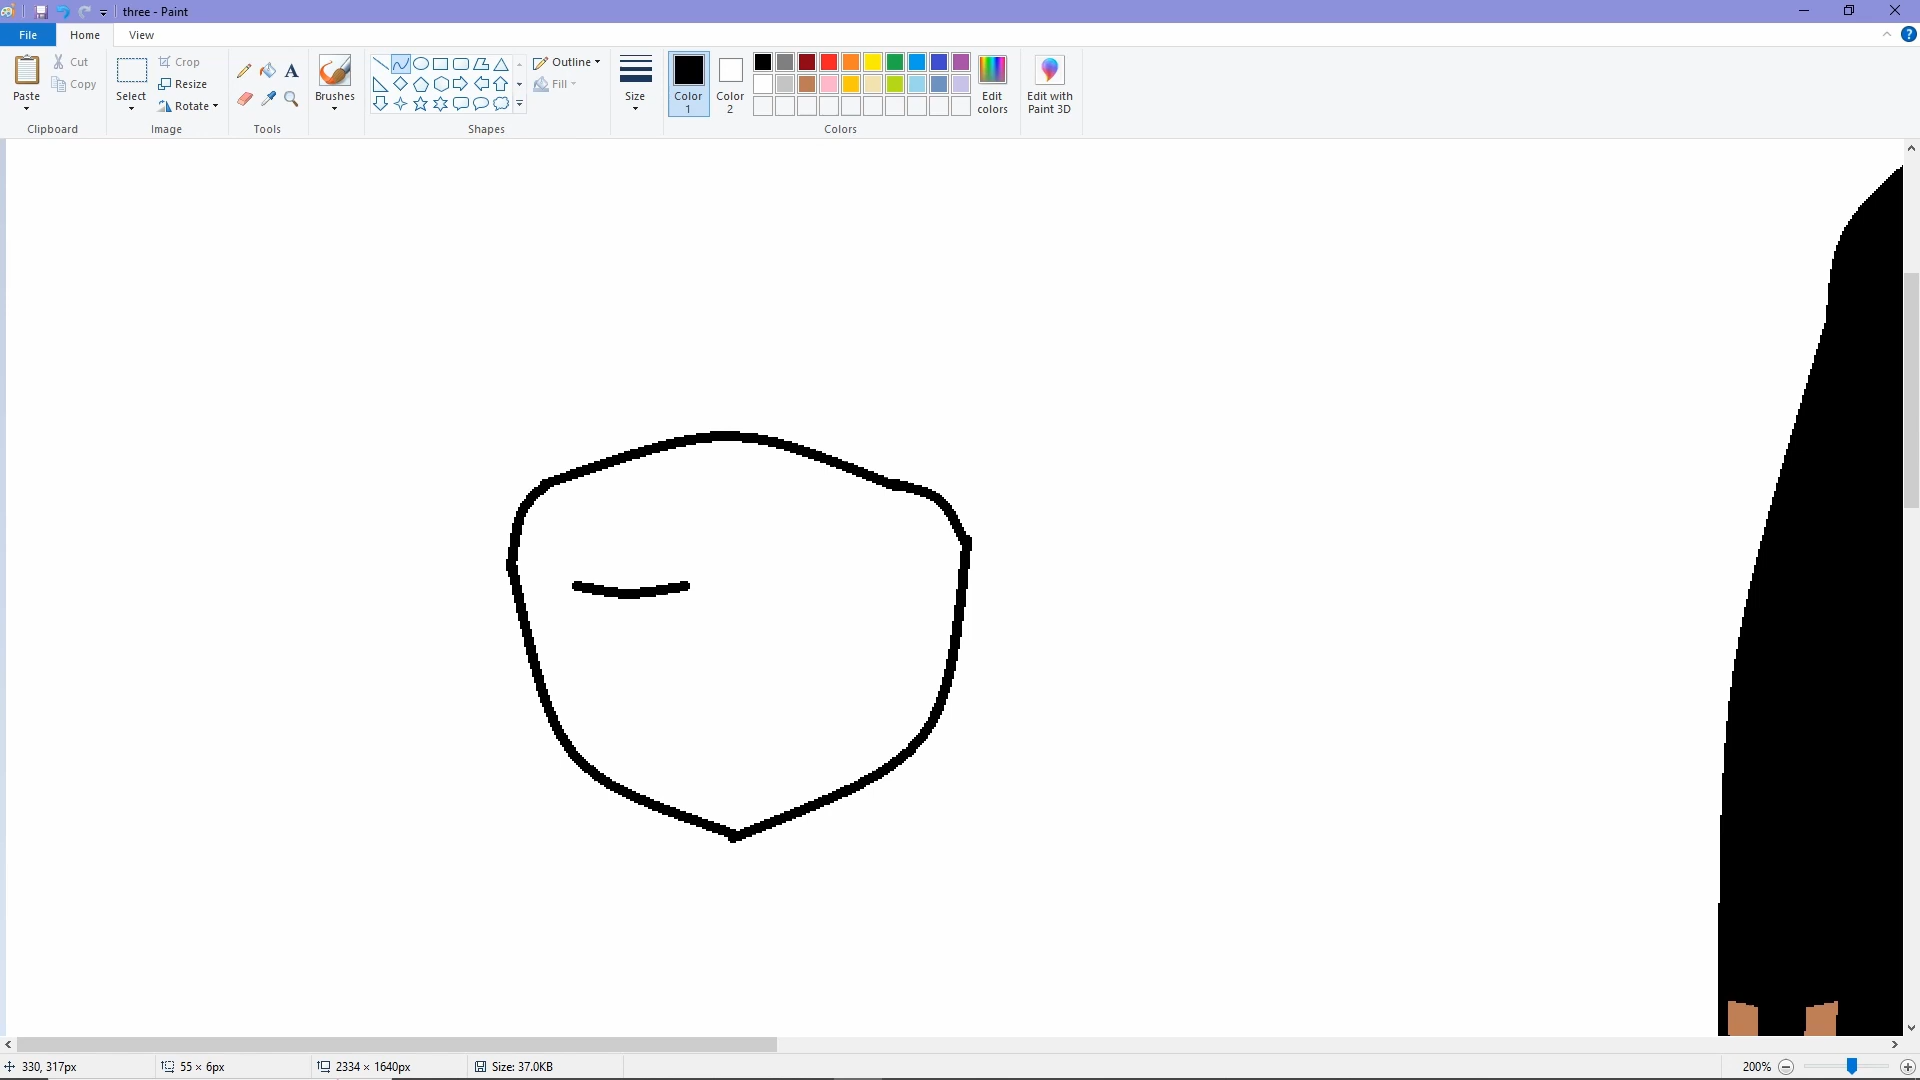 three - Paint
File Home View
Paste Cut Copy Clipboard
Select Crop Resize Rotate Image
Tools
Brushes
Outline Fill Shapes
Size
Color 1 Color 2 Edit colors Colors
Edit with Paint 3D
330, 317px 55 × 6px 2334 × 1640px Size: 37.0KB 200%